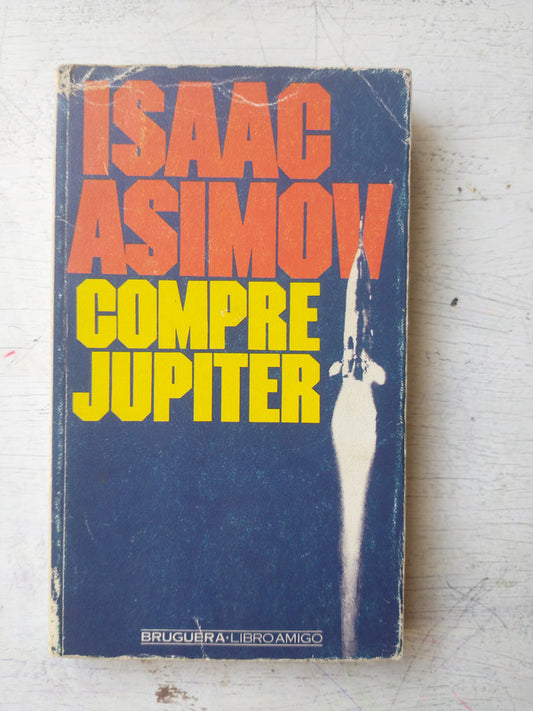 ISAAC
ASIMOV
COMPRE
JUPITER
BRUGUERA•LIBRO AMIGO